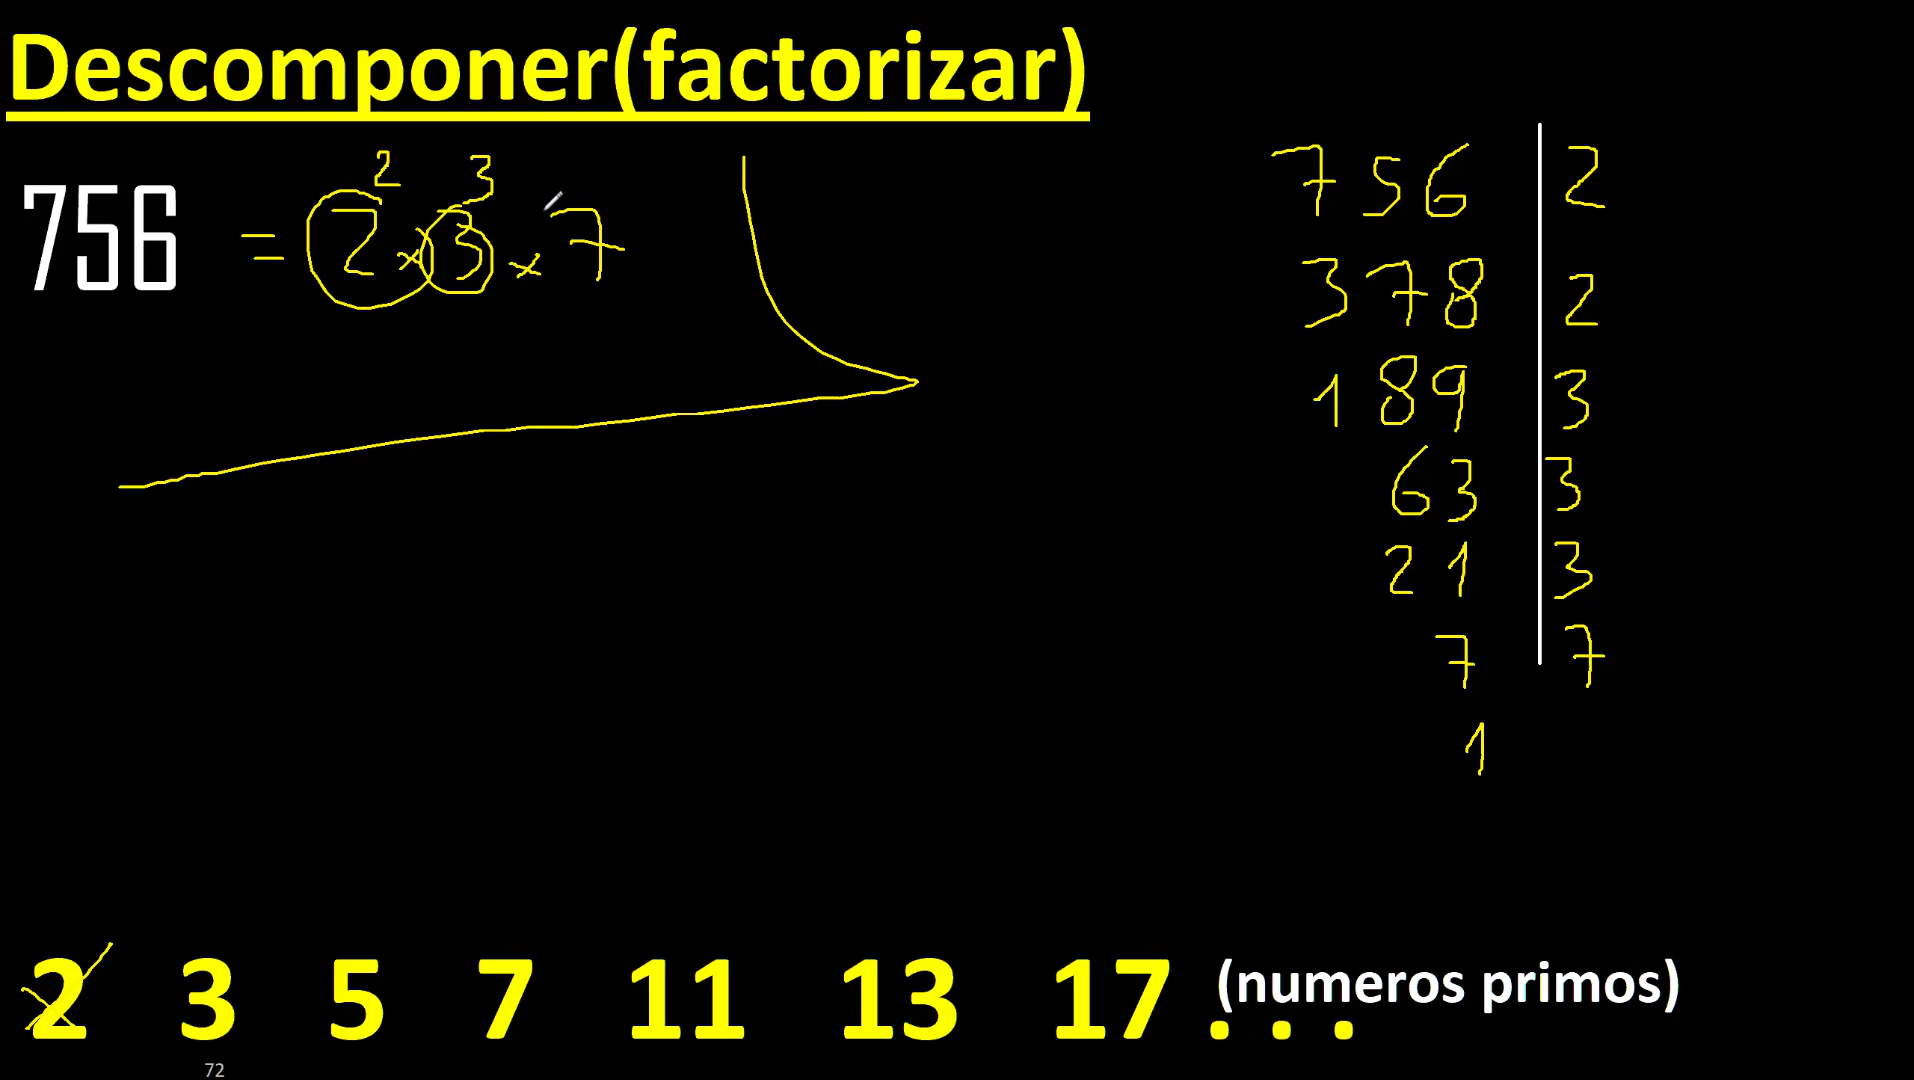 Descomponer(factorizar)
756 = 2² x 3³ x 7
756 | 2
378 | 2
189 | 3
63 | 3
21 | 3
7 | 7
1
2 3 5 7 11 13 17 . . . (numeros primos)
72